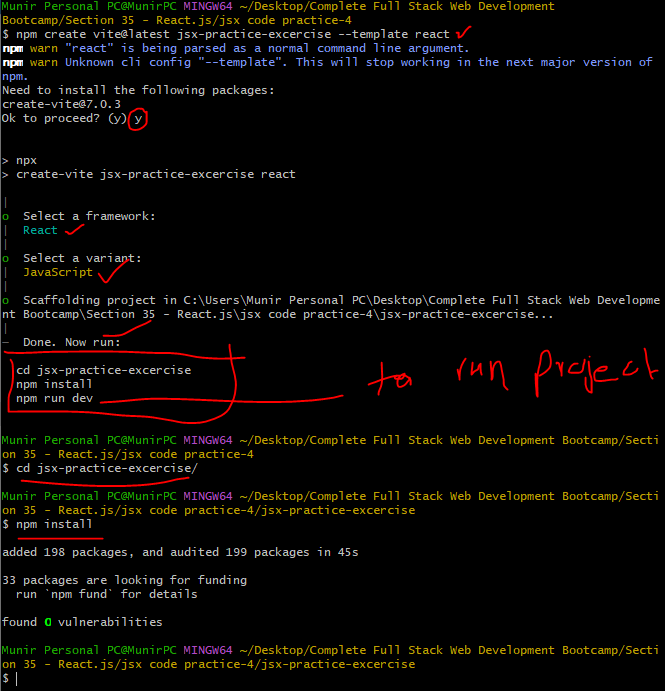 Munir Personal PC@MunirPC MINGW64 ~/Desktop/Complete Full Stack Web Development
Bootcamp/Section 35 - React.js/jsx code practice-4
$ npm create vite@latest jsx-practice-excercise --template react
npm warn "react" is being parsed as a normal command line argument.
npm warn Unknown cli config "--template". This will stop working in the next major version of
npm.
Need to install the following packages:
create-vite@7.0.3
Ok to proceed? (y) y
> npx
> create-vite jsx-practice-excercise react
|
o  Select a framework:
|  React
|
o  Select a variant:
|  JavaScript
|
o  Scaffolding project in C:\Users\Munir Personal PC\Desktop\Complete Full Stack Web Developme
nt Bootcamp\Section 35 - React.js\jsx code practice-4\jsx-practice-excercise...
|
—  Done. Now run:
cd jsx-practice-excercise
npm install
npm run dev
to run project
Munir Personal PC@MunirPC MINGW64 ~/Desktop/Complete Full Stack Web Development Bootcamp/Secti
on 35 - React.js/jsx code practice-4
$ cd jsx-practice-excercise/
Munir Personal PC@MunirPC MINGW64 ~/Desktop/Complete Full Stack Web Development Bootcamp/Secti
on 35 - React.js/jsx code practice-4/jsx-practice-excercise
$ npm install
added 198 packages, and audited 199 packages in 45s
33 packages are looking for funding
run `npm fund` for details
found 0 vulnerabilities
Munir Personal PC@MunirPC MINGW64 ~/Desktop/Complete Full Stack Web Development Bootcamp/Secti
on 35 - React.js/jsx code practice-4/jsx-practice-excercise
$